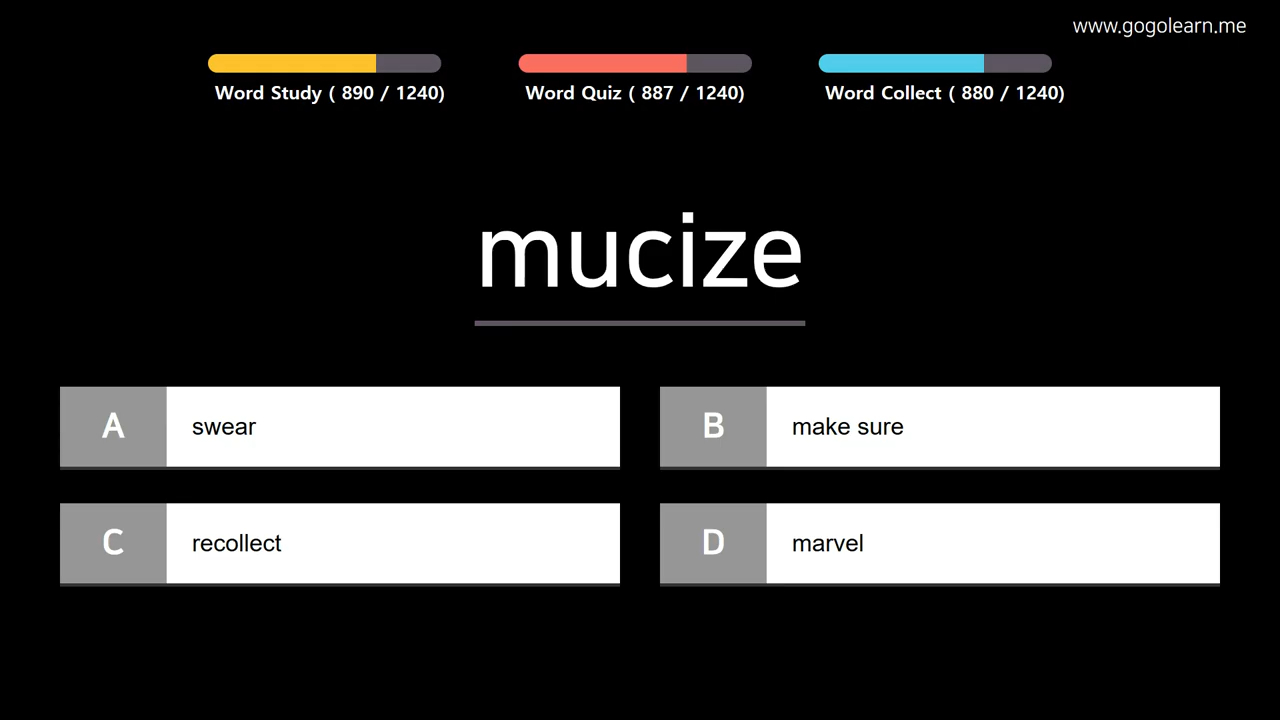 www.gogolearn.me
Word Study ( 890 / 1240)
Word Quiz ( 887 / 1240)
Word Collect ( 880 / 1240)
mucize
A swear
B make sure
C recollect
D marvel